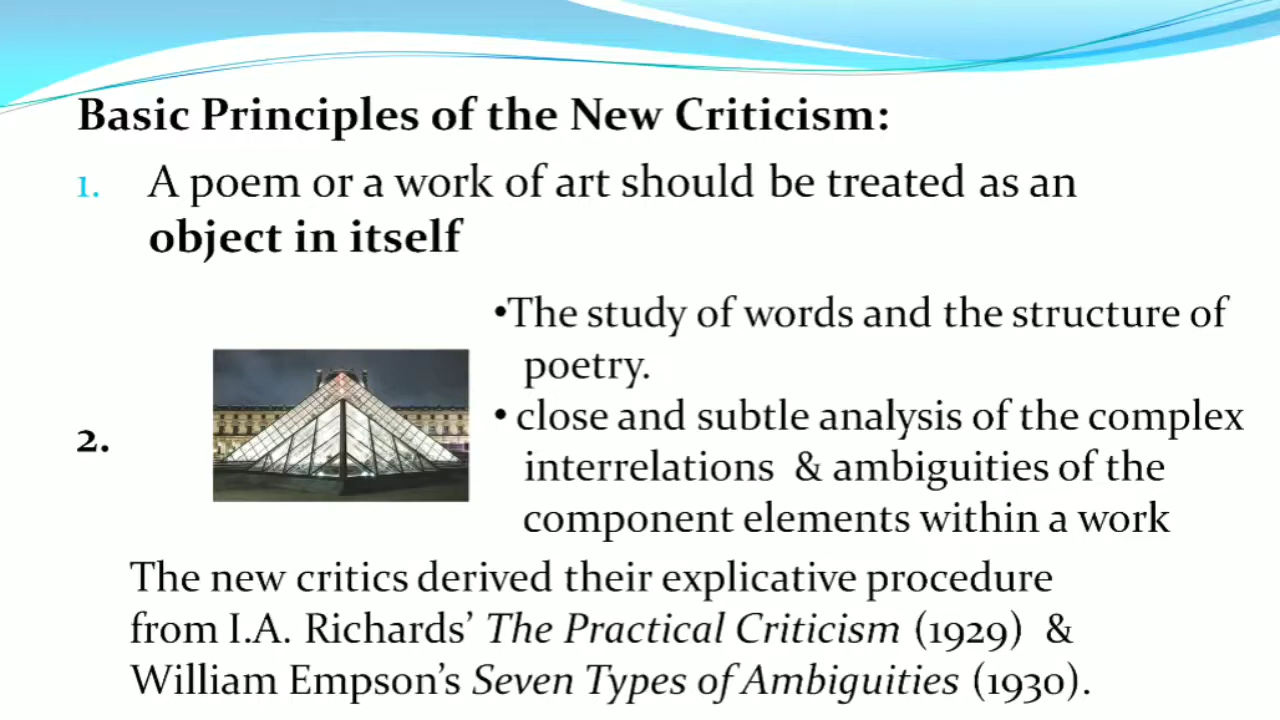 Basic Principles of the New Criticism:
1. A poem or a work of art should be treated as an
object in itself
•The study of words and the structure of
poetry.
2.
• close and subtle analysis of the complex
interrelations & ambiguities of the
component elements within a work
The new critics derived their explicative procedure
from I.A. Richards’ The Practical Criticism (1929) &
William Empson’s Seven Types of Ambiguities (1930).